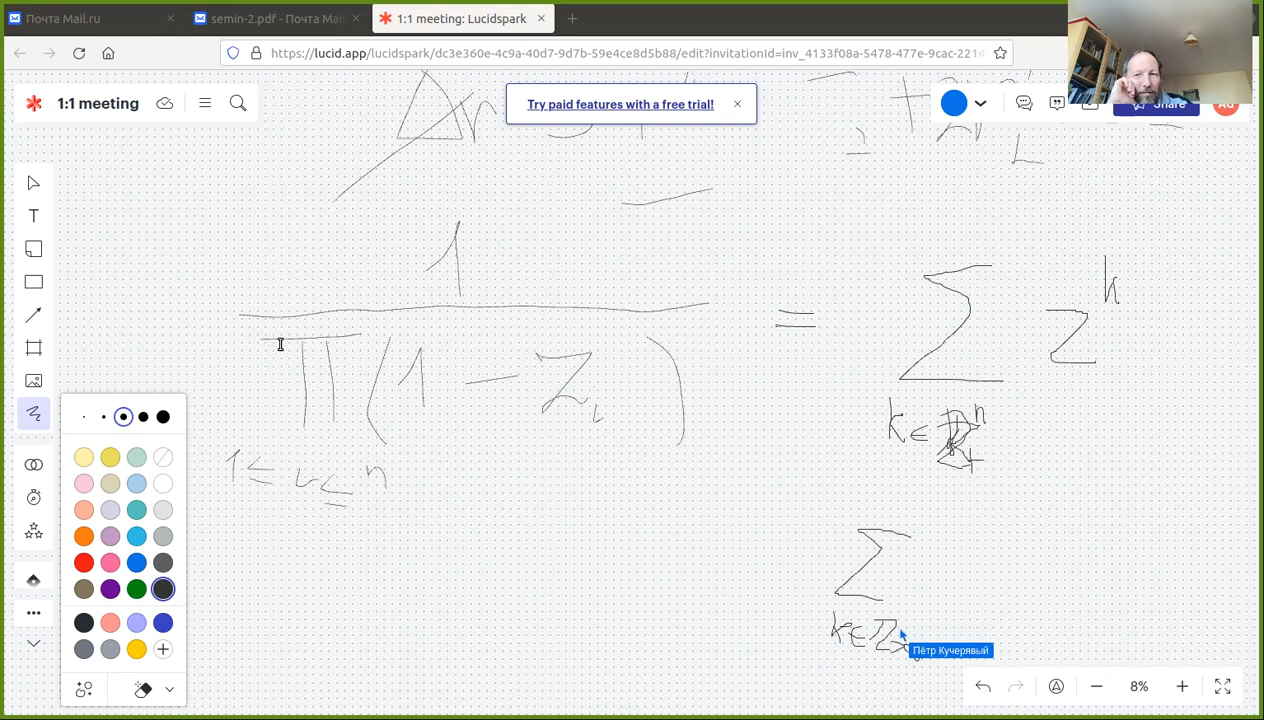 Почта Mail.ru
semin-2.pdf - Почта Mail
1:1 meeting: Lucidspark
https://lucid.app/lucidspark/dc3e360e-4c9a-40d7-9d7b-59e4ce8d5b88/edit?invitationId=inv_4133f08a-5478-477e-9cac-2214
1:1 meeting
Try paid features with a free trial!
Share
AG
1
∏(1 - z_i) = Σ z^k
1 ≤ i ≤ n
k ∈
n
+
Σ
k ∈ Z
Пётр Кучерявый
8%